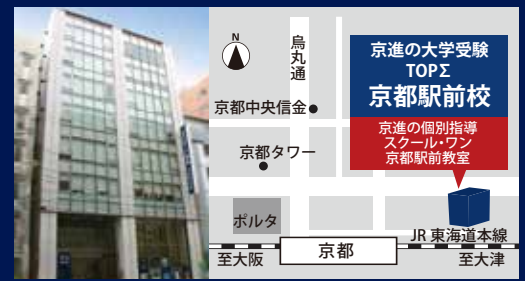 N
烏丸通
京都中央信金
京都タワー
ポルタ
京都
至大阪
JR東海道本線
至大津
京進の大学受験
TOPΣ
京都駅前校
京進の個別指導
スクール・ワン
京都駅前教室